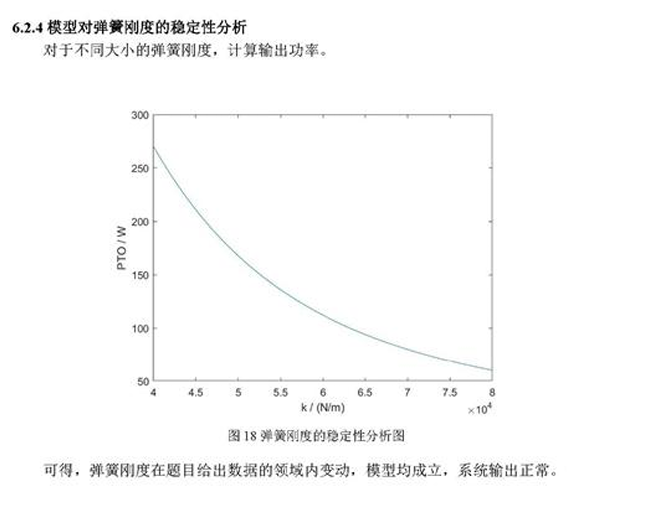 6.2.4 模型对弹簧刚度的稳定性分析
对于不同大小的弹簧刚度，计算输出功率。
300
250
200
150
100
50
PTO / W
4 4.5 5 5.5 6 6.5 7 7.5 8
k / (N/m)
×10⁴
图 18 弹簧刚度的稳定性分析图
可得，弹簧刚度在题目给出数据的领域内变动，模型均成立，系统输出正常。